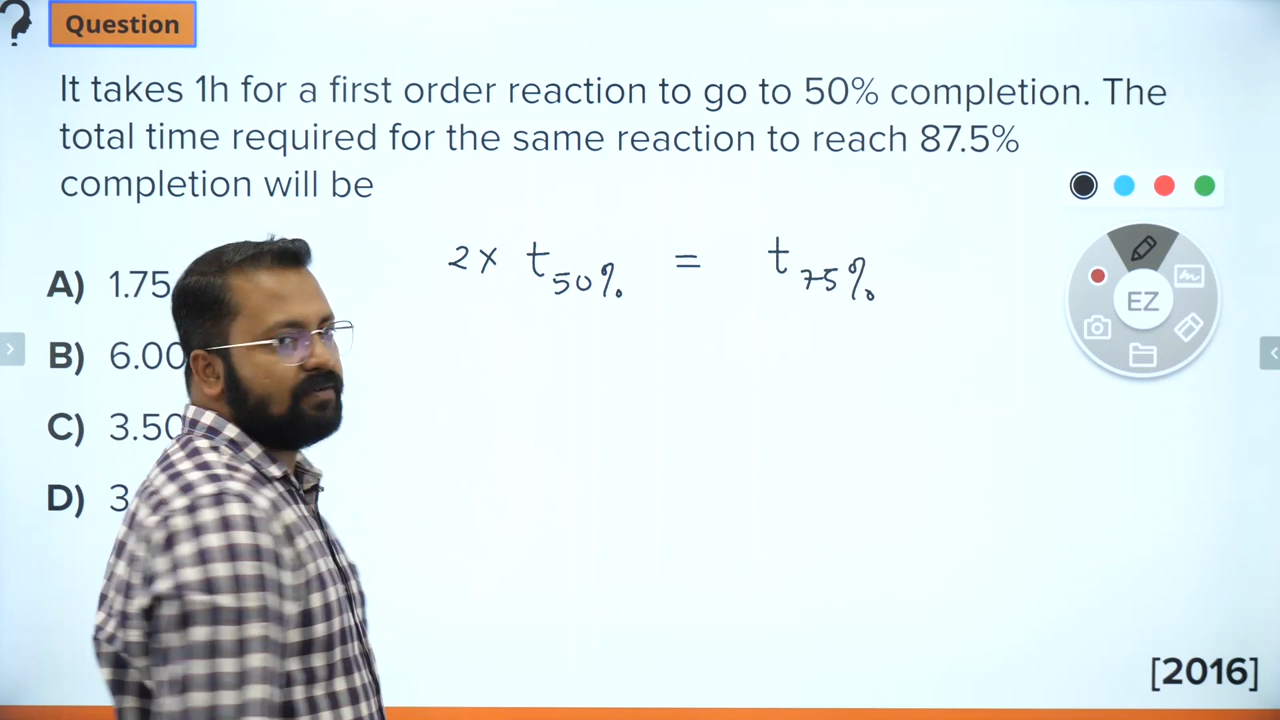 ?
Question
It takes 1h for a first order reaction to go to 50% completion. The
total time required for the same reaction to reach 87.5%
completion will be
2 x t50% = t75%
A) 1.75
B) 6.00
C) 3.50
D) 3
EZ
[2016]